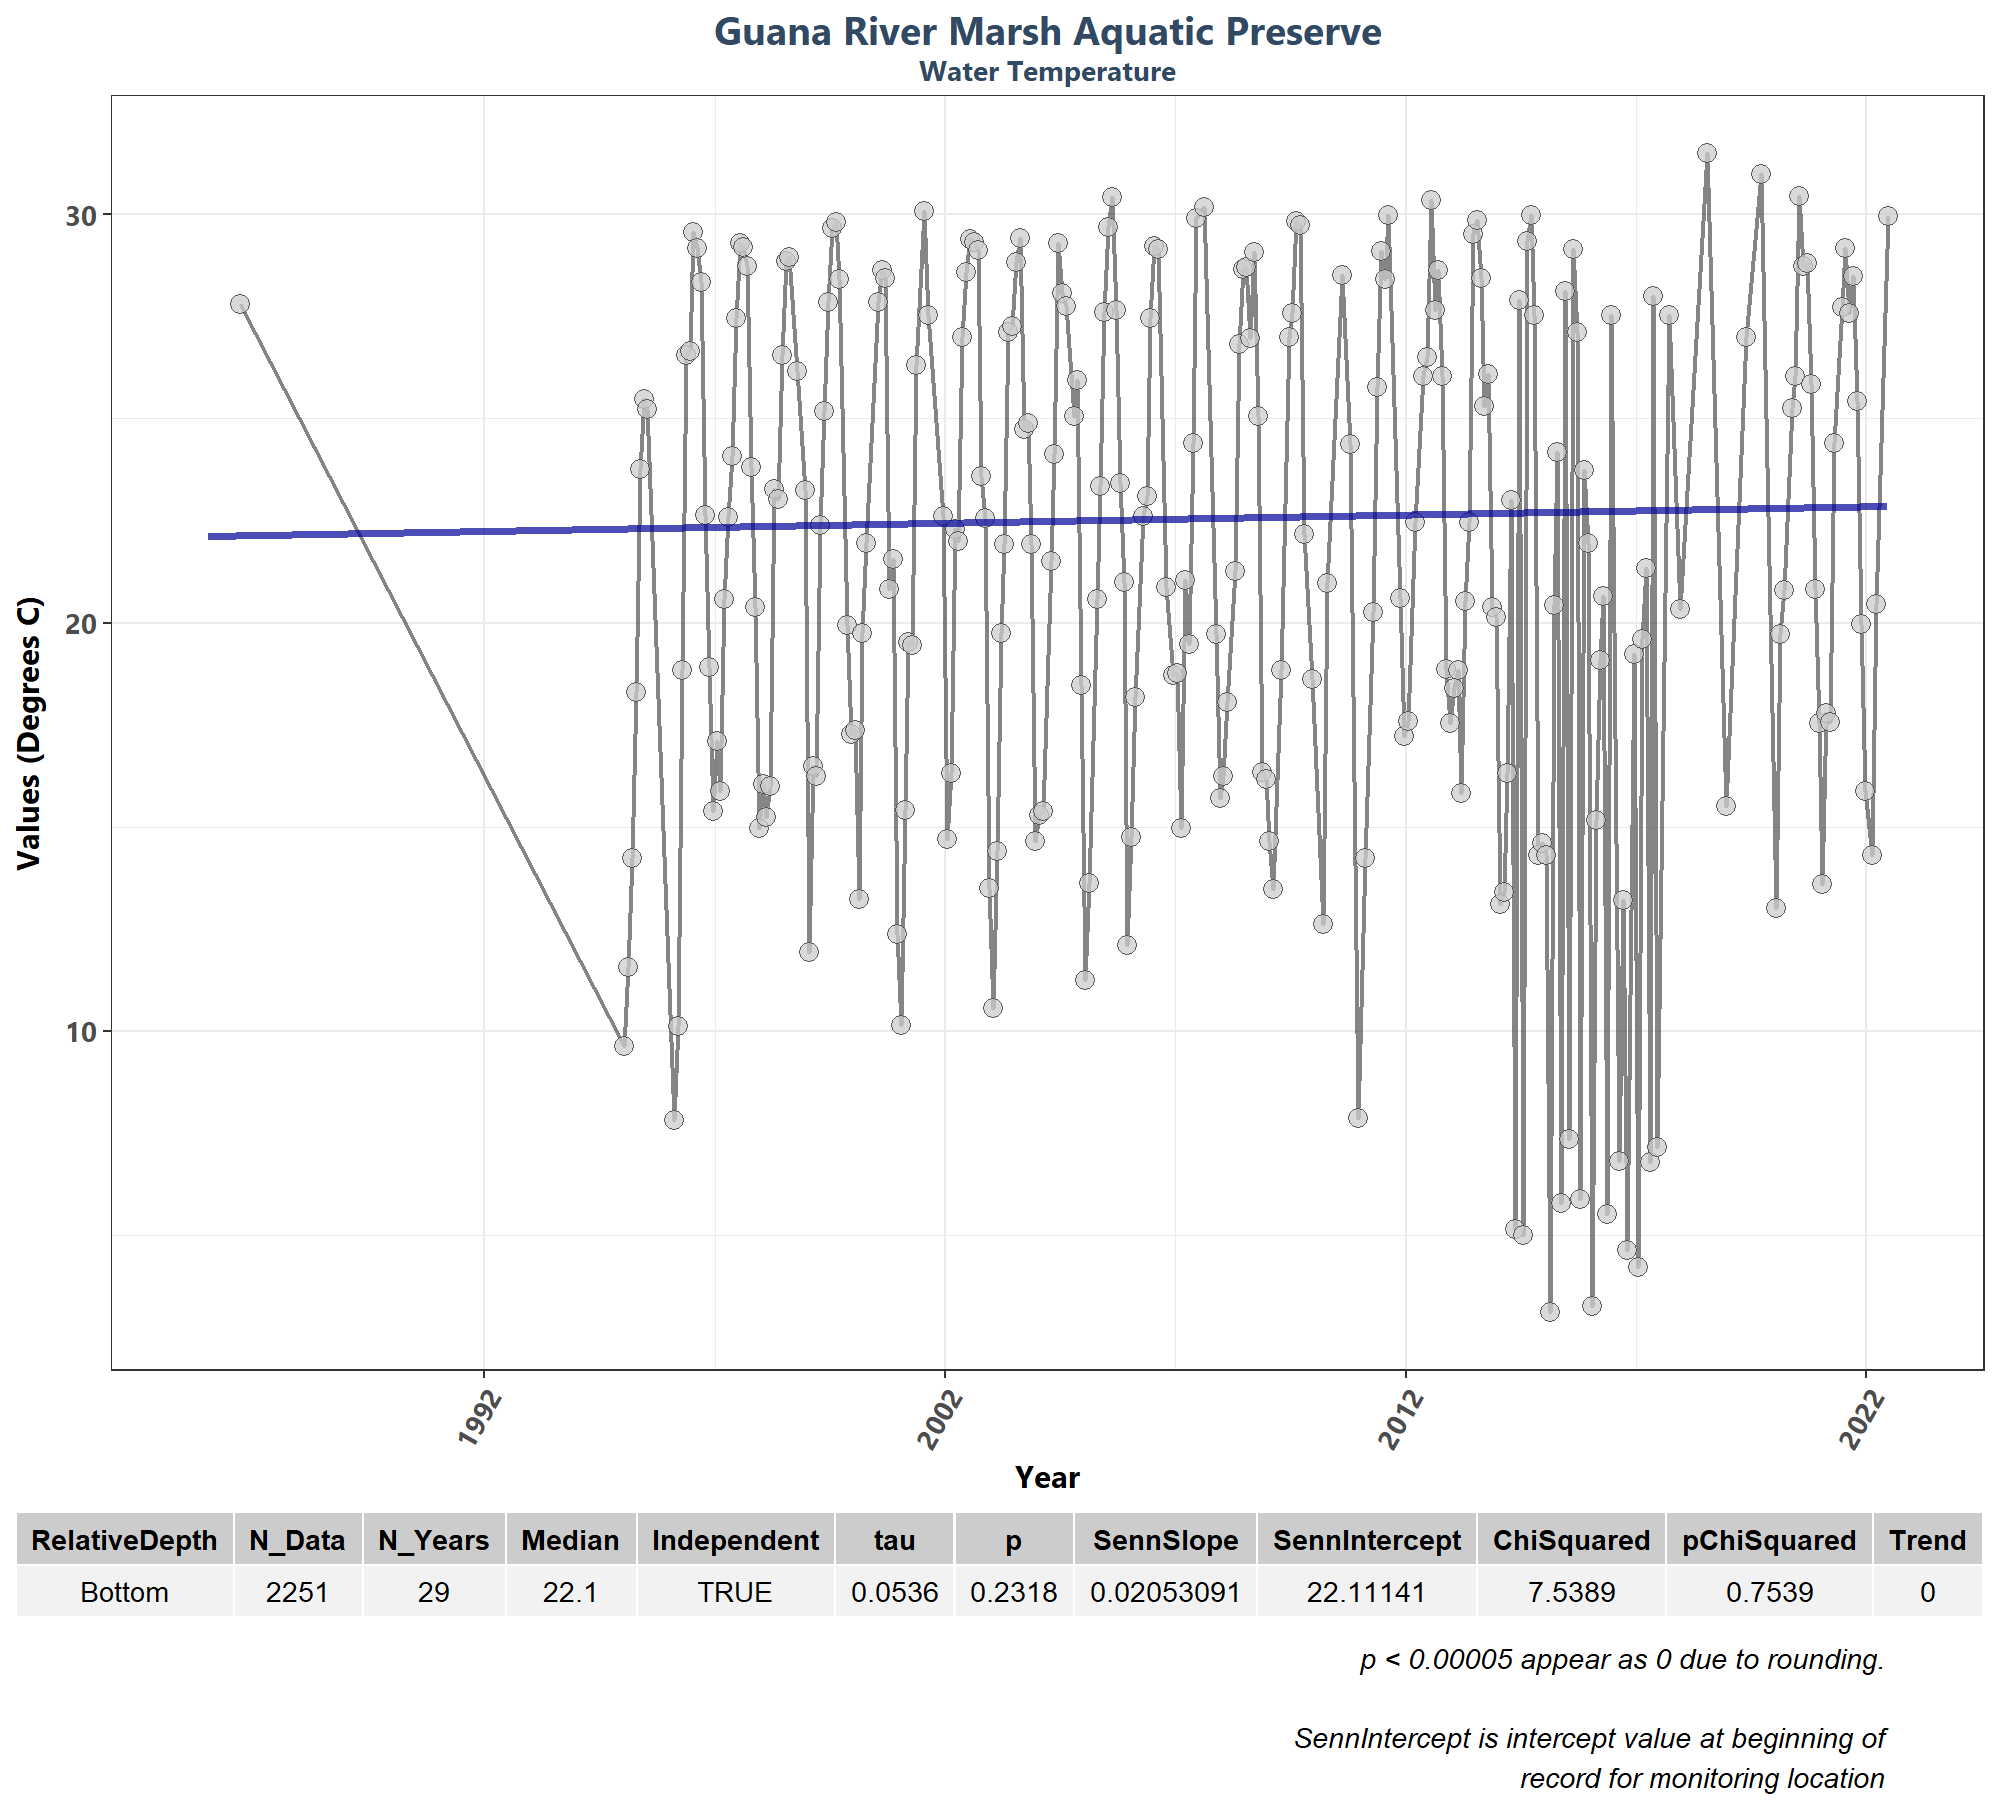 Guana River Marsh Aquatic Preserve
Water Temperature
Values (Degrees C)
30
20
10
1992
2002
2012
2022
Year
RelativeDepth N_Data N_Years Median Independent tau p SennSlope SennIntercept ChiSquared pChiSquared Trend
Bottom 2251 29 22.1 TRUE 0.0536 0.2318 0.02053091 22.11141 7.5389 0.7539 0
p < 0.00005 appear as 0 due to rounding.
SennIntercept is intercept value at beginning of
record for monitoring location